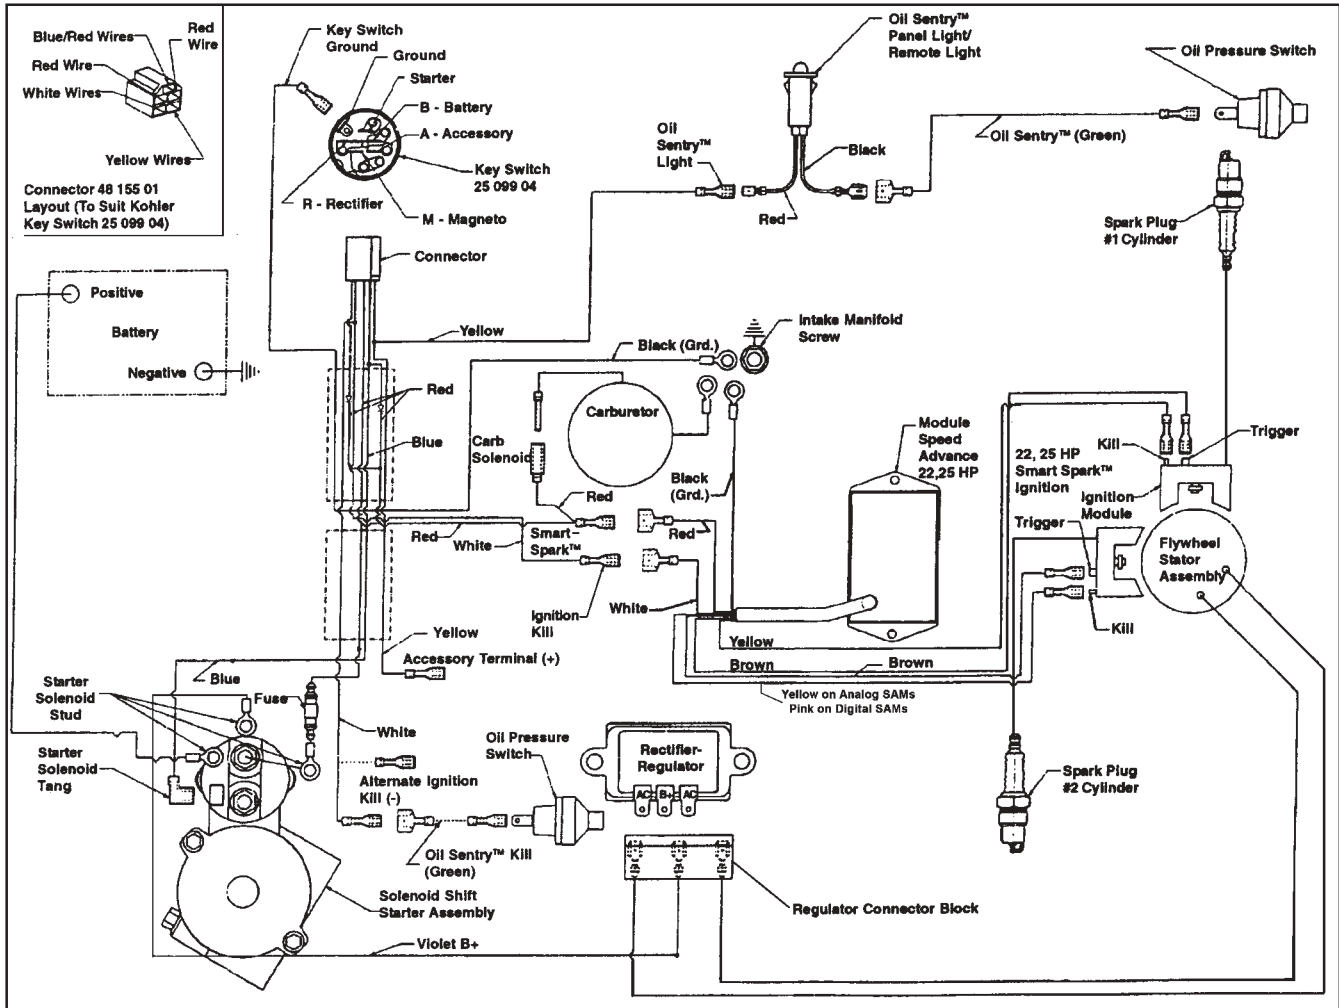 Blue/Red Wires
Red
Wire
Red Wire
White Wires
Yellow Wires
Connector 48 155 01
Layout (To Suit Kohler
Key Switch 25 099 04)
Key Switch
Ground
Ground
Starter
B - Battery
A - Accessory
Key Switch
25 099 04
R - Rectifier
M - Magneto
Oil
Sentry™
Light
Oil Sentry™
Panel Light/
Remote Light
Black
Red
Oil Pressure Switch
Oil Sentry™ (Green)
Spark Plug
#1 Cylinder
Connector
Positive
Battery
Negative
Yellow
Black (Grd.)
Intake Manifold
Screw
Red
Blue
Carburetor
Carb
Solenoid
Black
(Grd.)
Module
Speed
Advance
22,25 HP
Kill
Trigger
22, 25 HP
Smart Spark™
Ignition
Ignition
Module
Trigger
Flywheel
Stator
Assembly
Kill
Red
Red
White
Smart-
Spark™
Red
Ignition
Kill
White
Yellow
Brown
Brown
Yellow on Analog SAMs
Pink on Digital SAMs
Yellow
Accessory Terminal (+)
Blue
Fuse
Starter
Solenoid
Stud
White
Starter
Solenoid
Tang
Alternate Ignition
Kill (-)
Oil Pressure
Switch
Rectifier-
Regulator
AC B+ AC
Spark Plug
#2 Cylinder
Oil Sentry™ Kill
(Green)
Solenoid Shift
Starter Assembly
Regulator Connector Block
Violet B+